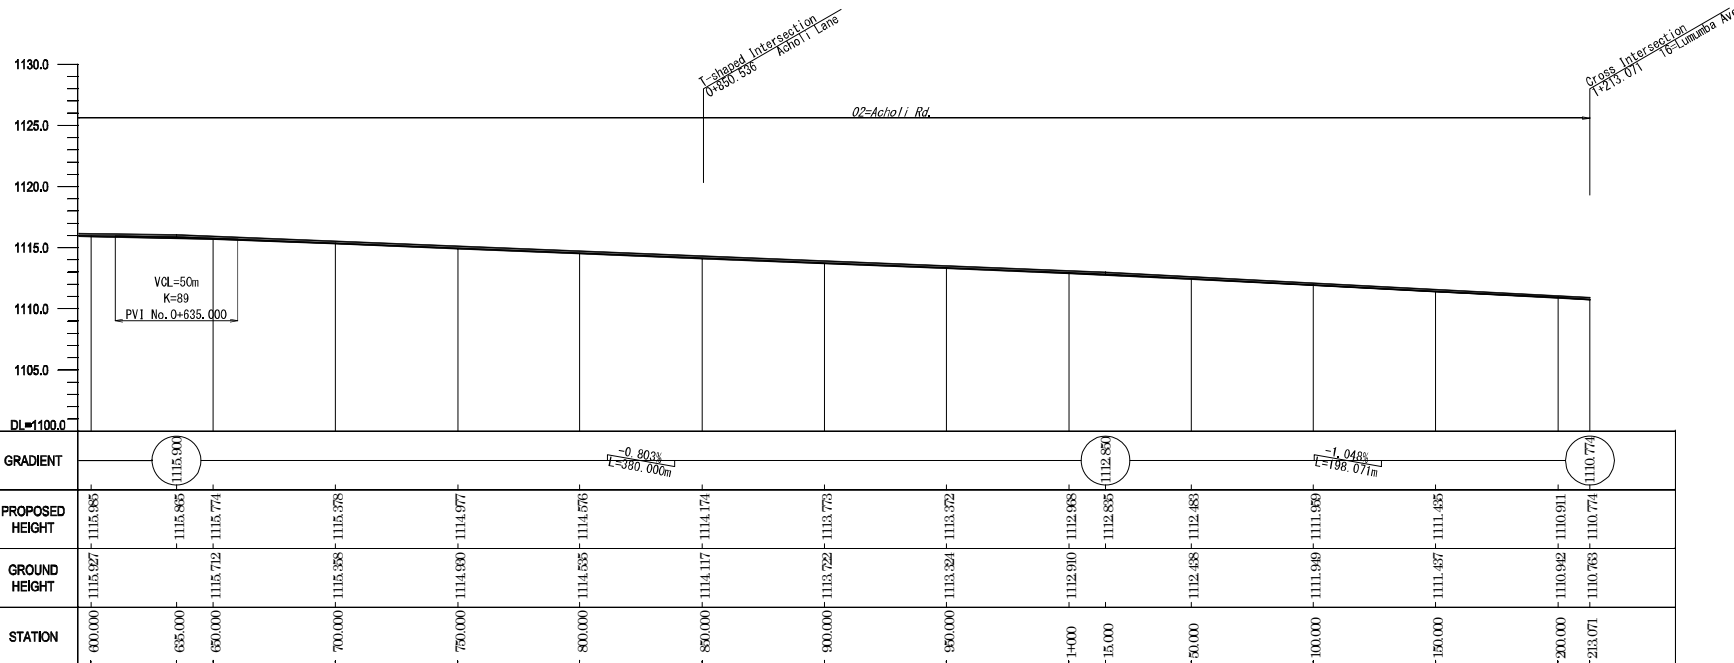 T-shaped Intersection
0+850.536 Acholi Lane
Cross Intersection
1+213.071 16=Lumumba Ave
1130.0
02=Acholi Rd.
1125.0
1120.0
1115.0
VCL=50m
K=89
PVI No.0+635.000
1110.0
1105.0
DL=1100.0
GRADIENT
1115.900
-0.803%
L=380.000m
1112.850
-1.048%
L=198.071m
1110.774
PROPOSED HEIGHT
1115.985 1115.865 1115.774 1115.378 1114.977 1114.576 1114.174 1113.773 1113.372 1112.968 1112.835 1112.483 1111.959 1111.435 1110.911 1110.774
GROUND HEIGHT
1115.927 1115.712 1115.358 1114.930 1114.535 1114.117 1113.722 1113.324 1112.910 1112.438 1111.949 1111.437 1110.942 1110.763
STATION
600.000 635.000 650.000 700.000 750.000 800.000 850.000 900.000 950.000 1+000 15.000 50.000 100.000 150.000 200.000 213.071